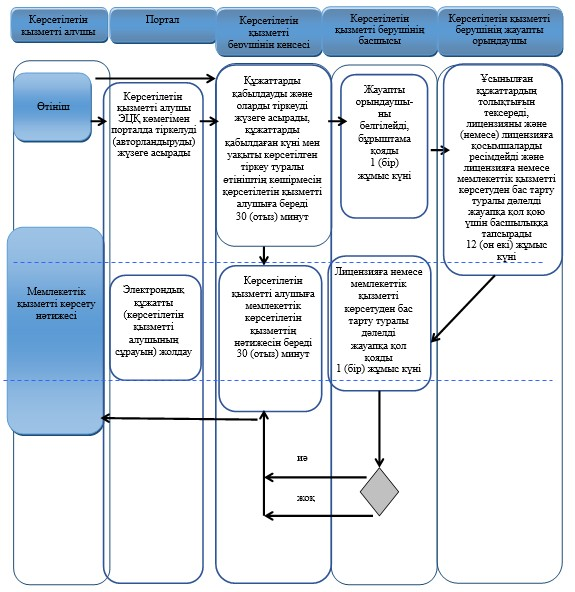 Көрсетілетін
қызметті алушы
Портал
Көрсетілетін
қызметті
берушінің кеңсесі
Көрсетілетін
қызметті берушінің
басшысы
Көрсетілетін қызметті
берушінің жауапты
орындаушы
Өтініш
Көрсетілетін
қызметті алушы
ЭЦҚ көмегімен
порталда тіркелуді
(авторландыруды)
жүзеге асырады
Құжаттарды
қабылдауды және
оларды тіркеуді
жүзеге асырады,
құжаттарды
қабылдаған күні мен
уақыты көрсетілген
тіркеу туралы
өтініштің көшірмесін
көрсетілетін қызметті
алушыға береді
30 (отыз) минут
Жауапты
орындаушы-
ны
белгілейді,
бұрыштама
қояды
1 (бір)
жұмыс күні
Ұсынылған
құжаттардың
толықтығын
тексереді,
лицензияны және
(немесе) лицензияға
қосымшаларды
ресімдейді және
лицензияға немесе
мемлекеттік қызметті
көрсетуден бас тарту
туралы дәлелді
жауапқа қол қою
үшін басшылыққа
тапсырады
12 (он екі) жұмыс
күні
Мемлекеттік
қызметті көрсету
нәтижесі
Электрондық
құжатты
(көрсетілетін
қызметті
алушының
сұрауын) жолдау
Көрсетілетін
қызметті алушыға
мемлекеттік
көрсетілетін
қызметтің
нәтижесін береді
30 (отыз) минут
Лицензияға немесе
мемлекеттік
қызметті
көрсетуден бас
тарту туралы
дәлелді
жауапқа қол
қояды
1 (бір) жұмыс күні
иә
жоқ